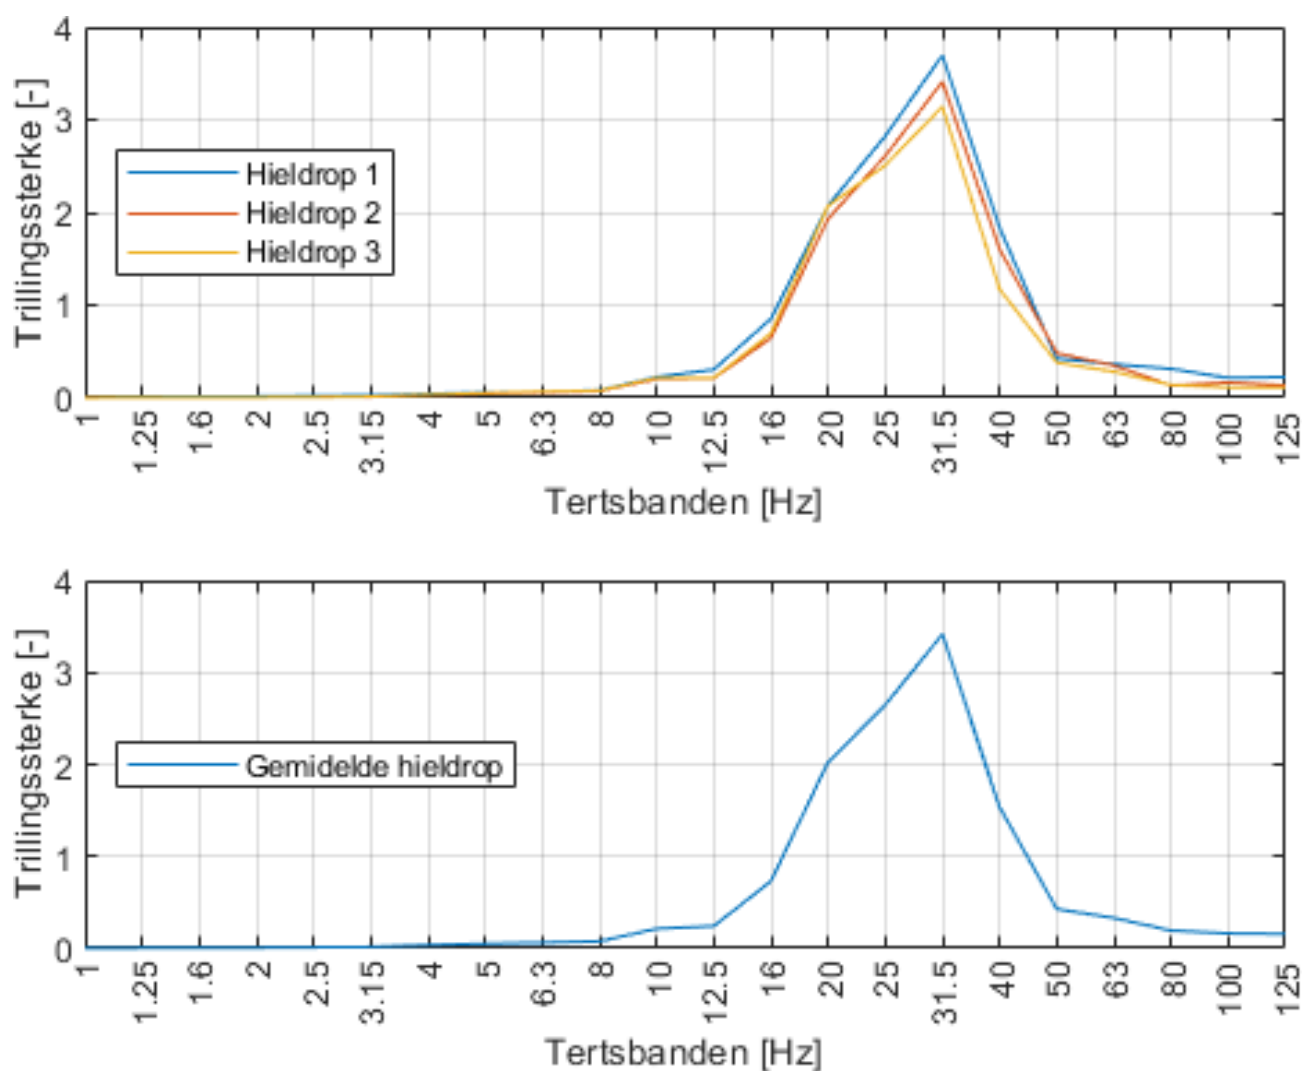 4
3
2
1
0
Trillingssterke [-]
Hieldrop 1
Hieldrop 2
Hieldrop 3
1 1.25 1.6 2 2.5 3.15 4 5 6.3 8 10 12.5 16 20 25 31.5 40 50 63 80 100 125
Tertsbanden [Hz]
4
3
2
1
0
Trillingssterke [-]
Gemidelde hieldrop
1 1.25 1.6 2 2.5 3.15 4 5 6.3 8 10 12.5 16 20 25 31.5 40 50 63 80 100 125
Tertsbanden [Hz]